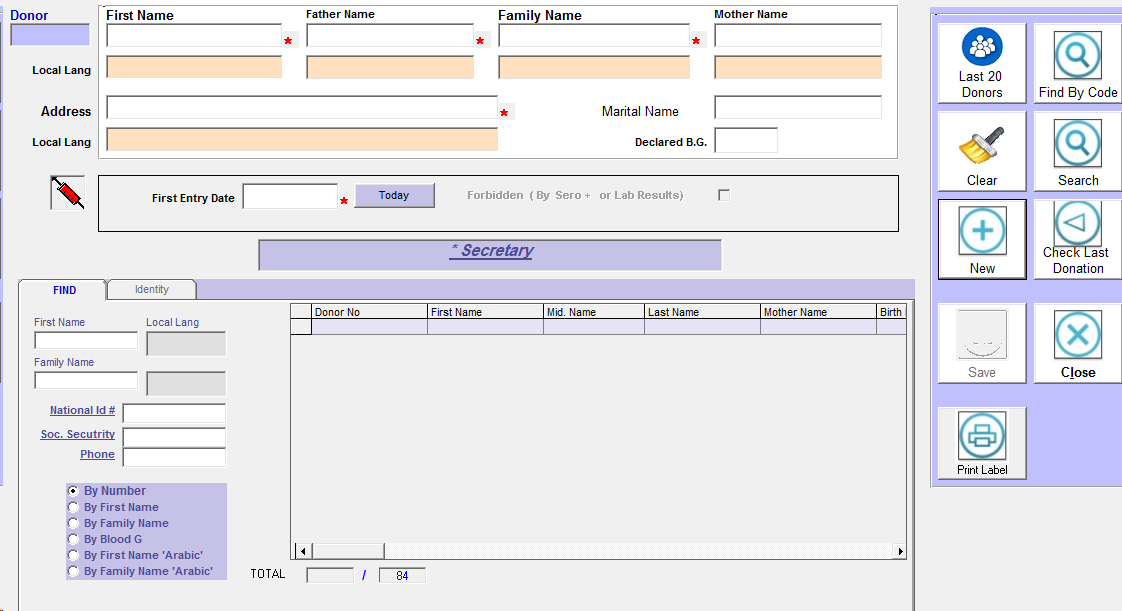 Donor
First Name
Father Name
Family Name
Mother Name
*
*
*
Local Lang
Address
*
Marital Name
Local Lang
Declared B.G.
First Entry Date
*
Today
Forbidden ( By Sero + or Lab Results)
* Secretary
FIND
Identity
First Name
Local Lang
Family Name
National Id #
Soc. Secutrity
Phone
By Number
By First Name
By Family Name
By Blood G
By First Name 'Arabic'
By Family Name 'Arabic'
Donor No
First Name
Mid. Name
Last Name
Mother Name
Birth
TOTAL
/
84
Last 20
Donors
Find By Code
Clear
Search
New
Check Last
Donation
Save
Close
Print Label